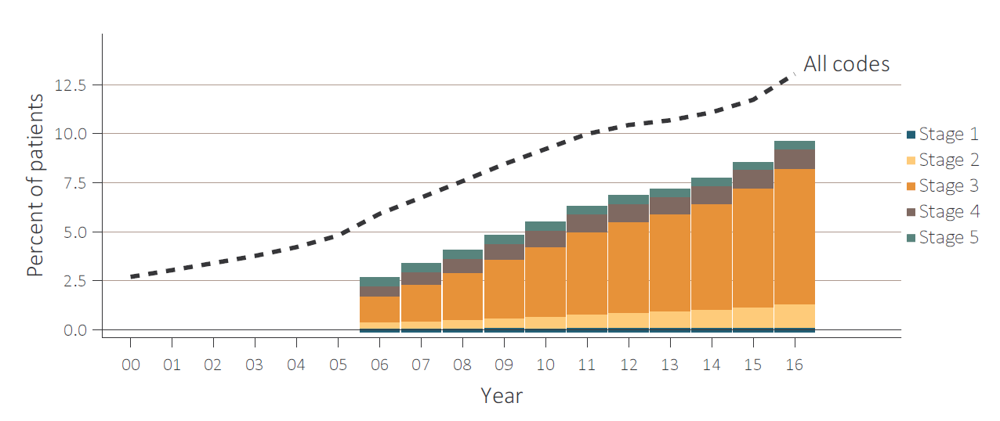 All codes
Percent of patients
12.5
10.0
7.5
5.0
2.5
0.0
00 01 02 03 04 05 06 07 08 09 10 11 12 13 14 15 16
Year
Stage 1
Stage 2
Stage 3
Stage 4
Stage 5